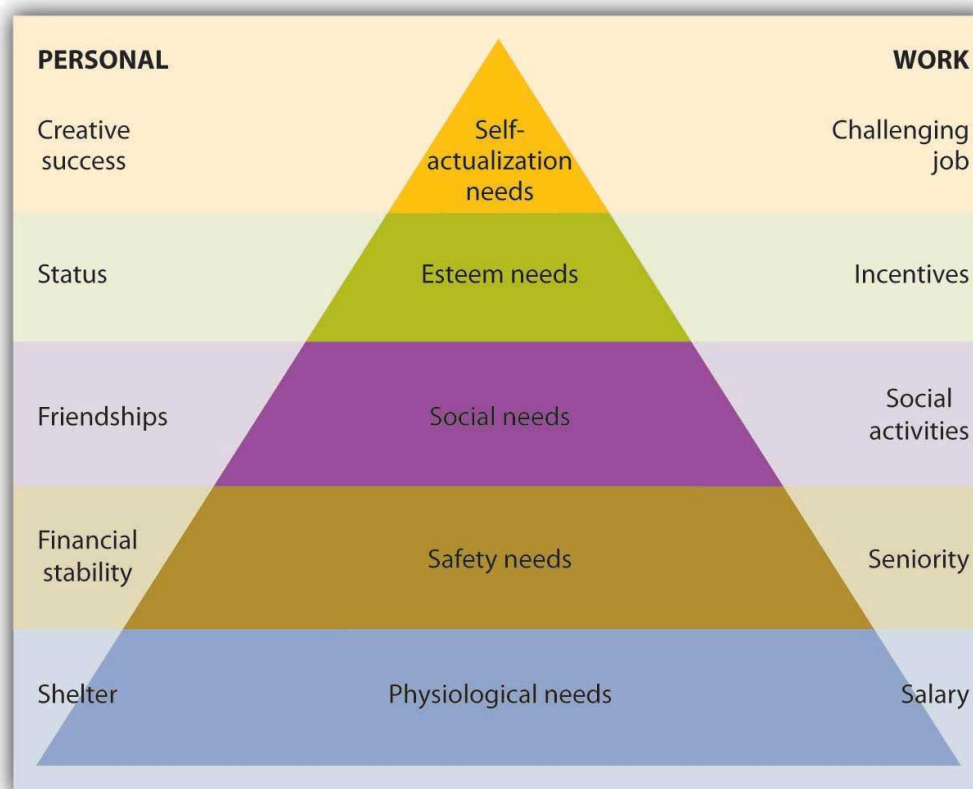 PERSONAL
WORK
Creative
success
Self-
actualization
needs
Challenging
job
Status
Esteem needs
Incentives
Friendships
Social needs
Social
activities
Financial
stability
Safety needs
Seniority
Shelter
Physiological needs
Salary